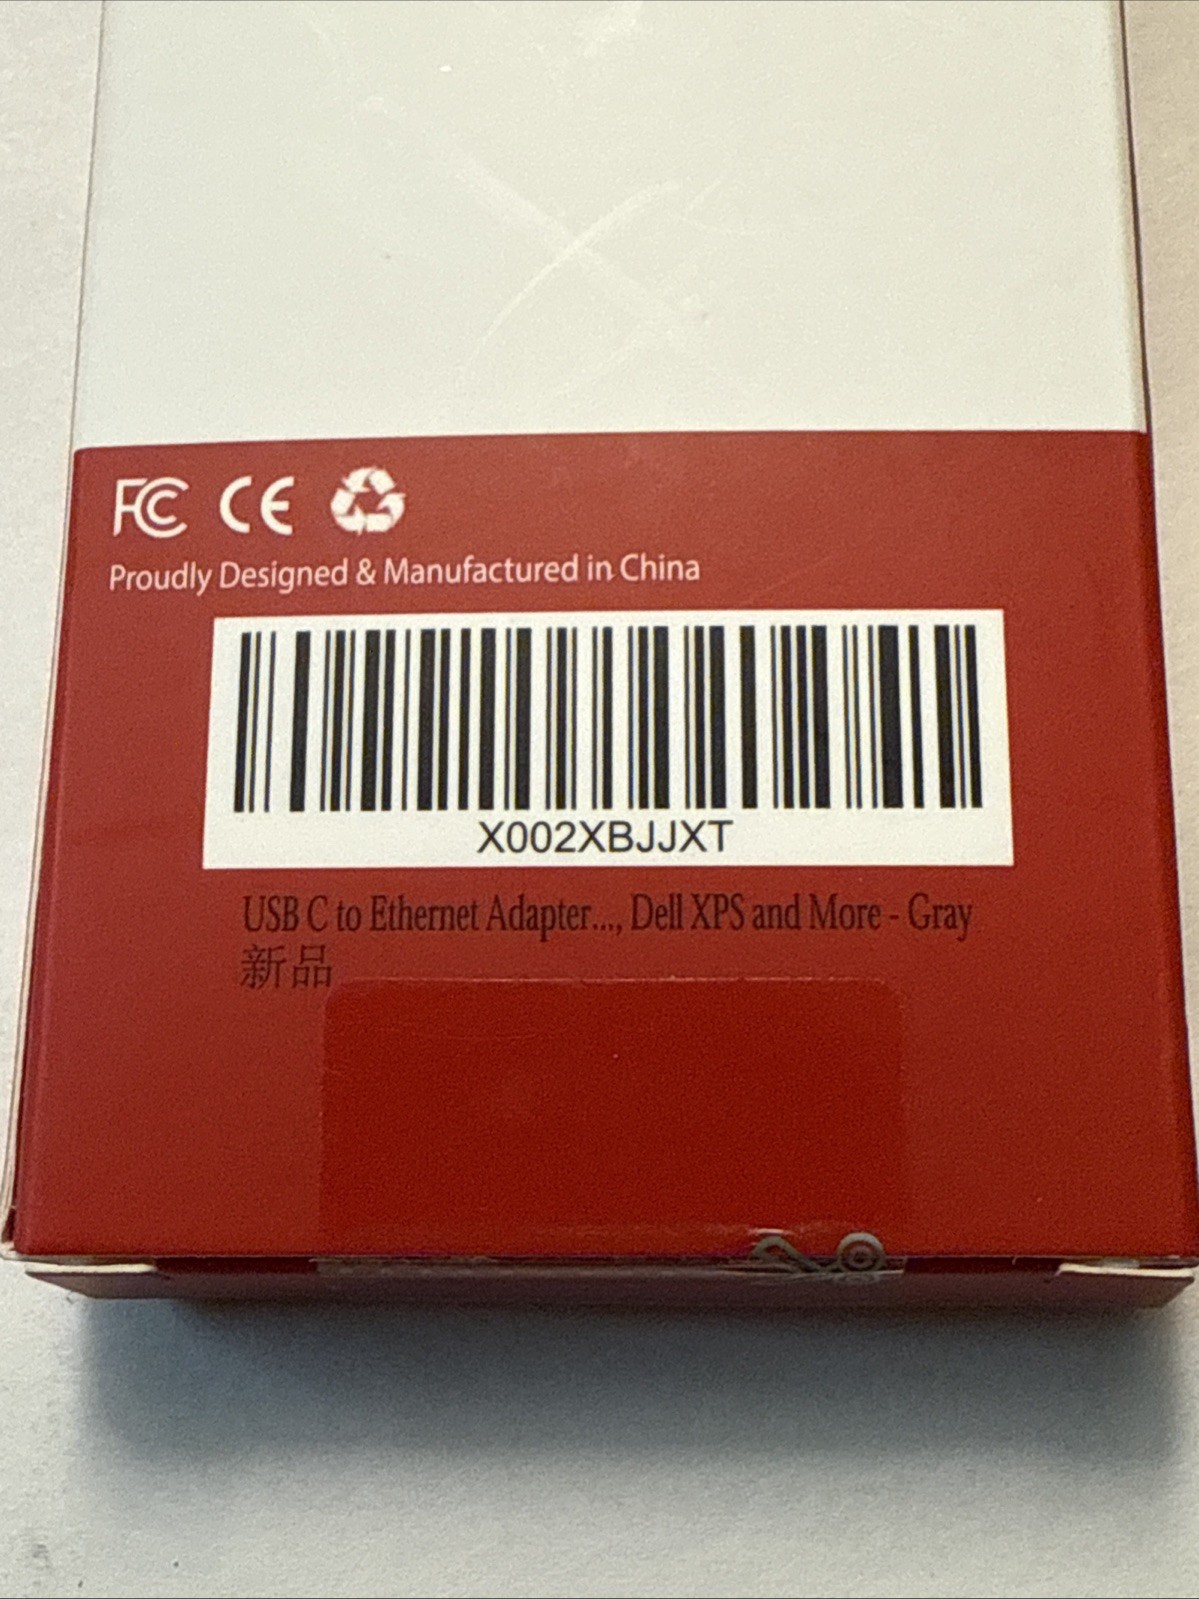 FC CE
Proudly Designed & Manufactured in China
X002XBJJXT
USB C to Ethernet Adapter..., Dell XPS and More - Gray
新品